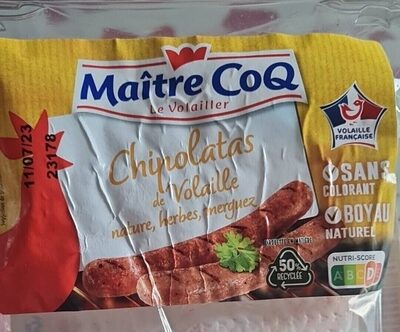 Maître CoQ
Le Volailler
Chipolatas
de Volaille
nature, herbes, merguez
11/07/23
23178
VOLAILLE
FRANÇAISE
SANS
COLORANT
BOYAU
NATUREL
50%
RECYCLÉE
NUTRI-SCORE
A B C D